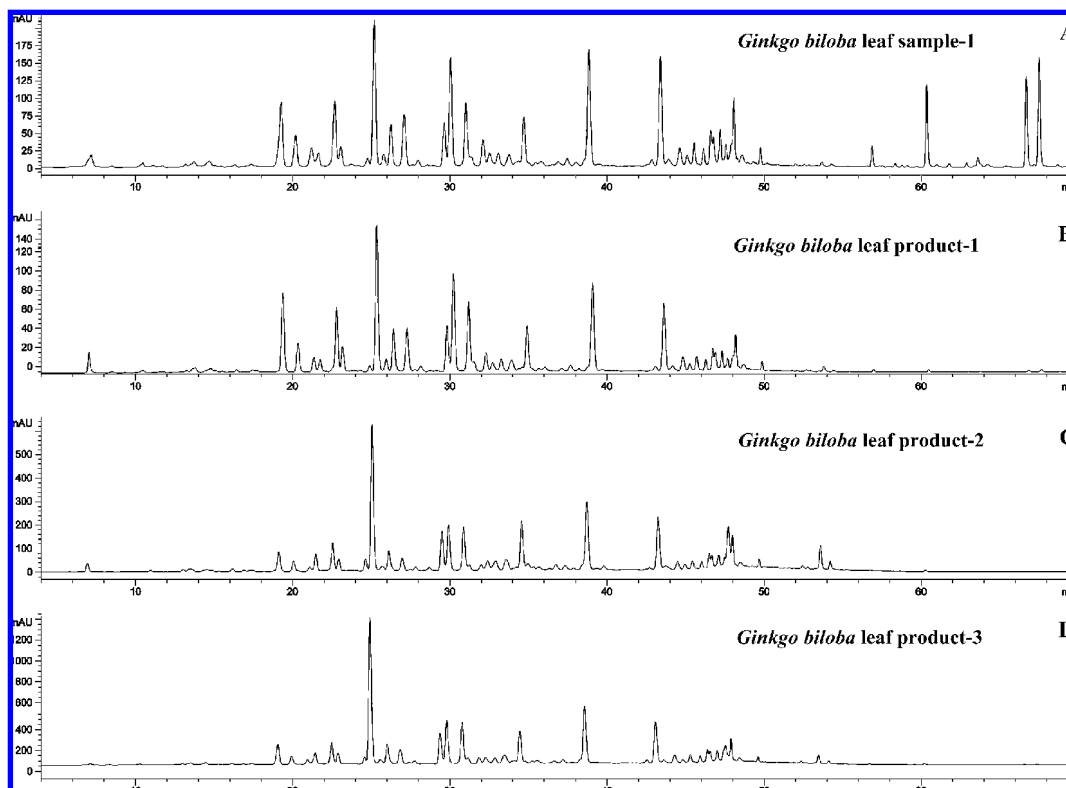 mAU
Ginkgo biloba leaf sample-1
175
150
125
100
75
50
25
0
10 20 30 40 50 60
mAU
Ginkgo biloba leaf product-1
140
120
100
80
60
40
20
0
10 20 30 40 50 60
mAU
Ginkgo biloba leaf product-2
500
400
300
200
100
0
20 30 40 50 60
mAU
Ginkgo biloba leaf product-3
1200
1000
800
600
400
200
0